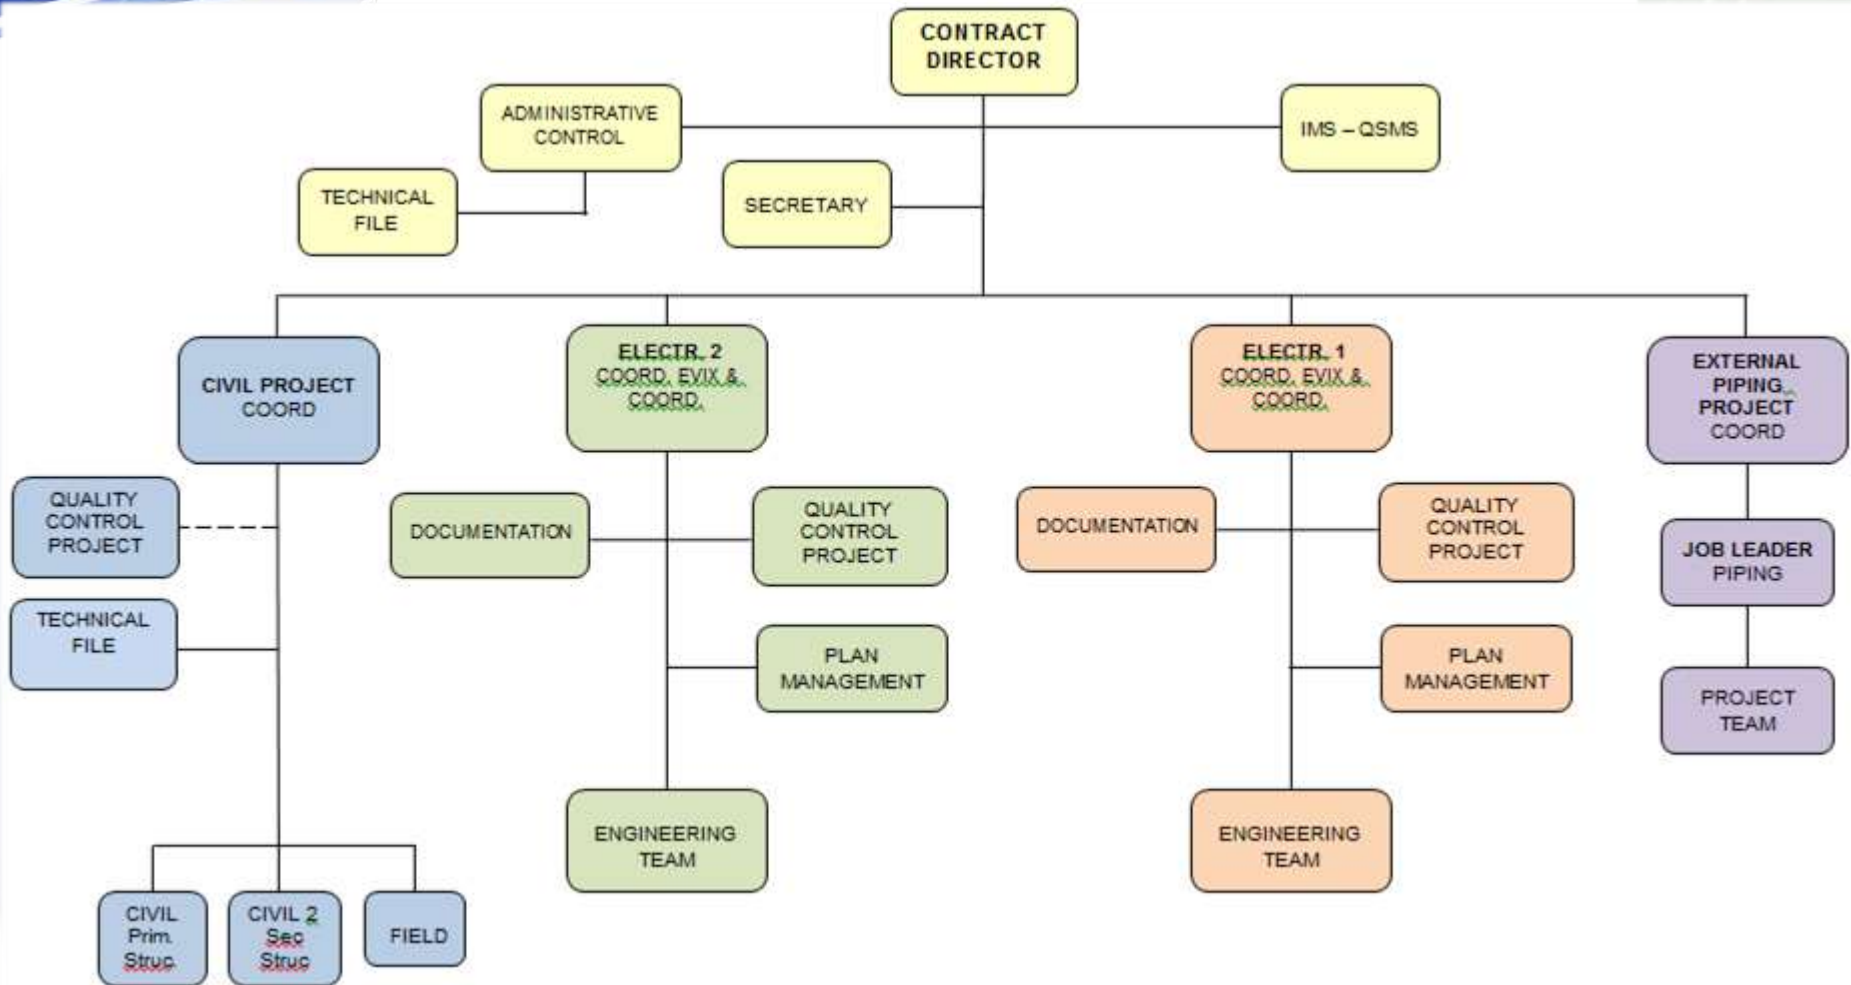 CONTRACT
DIRECTOR
ADMINISTRATIVE
CONTROL
IMS – QSMS
TECHNICAL
FILE
SECRETARY
CIVIL PROJECT
COORD
ELECTR. 2
COORD. EVIX &
COORD.
ELECTR. 1
COORD. EVIX &
COORD.
EXTERNAL
PIPING
PROJECT
COORD
QUALITY
CONTROL
PROJECT
DOCUMENTATION
QUALITY
CONTROL
PROJECT
DOCUMENTATION
QUALITY
CONTROL
PROJECT
JOB LEADER
PIPING
TECHNICAL
FILE
PLAN
MANAGEMENT
PLAN
MANAGEMENT
PROJECT
TEAM
ENGINEERING
TEAM
ENGINEERING
TEAM
CIVIL
Prim.
Struc.
CIVIL 2
Sec
Struc
FIELD